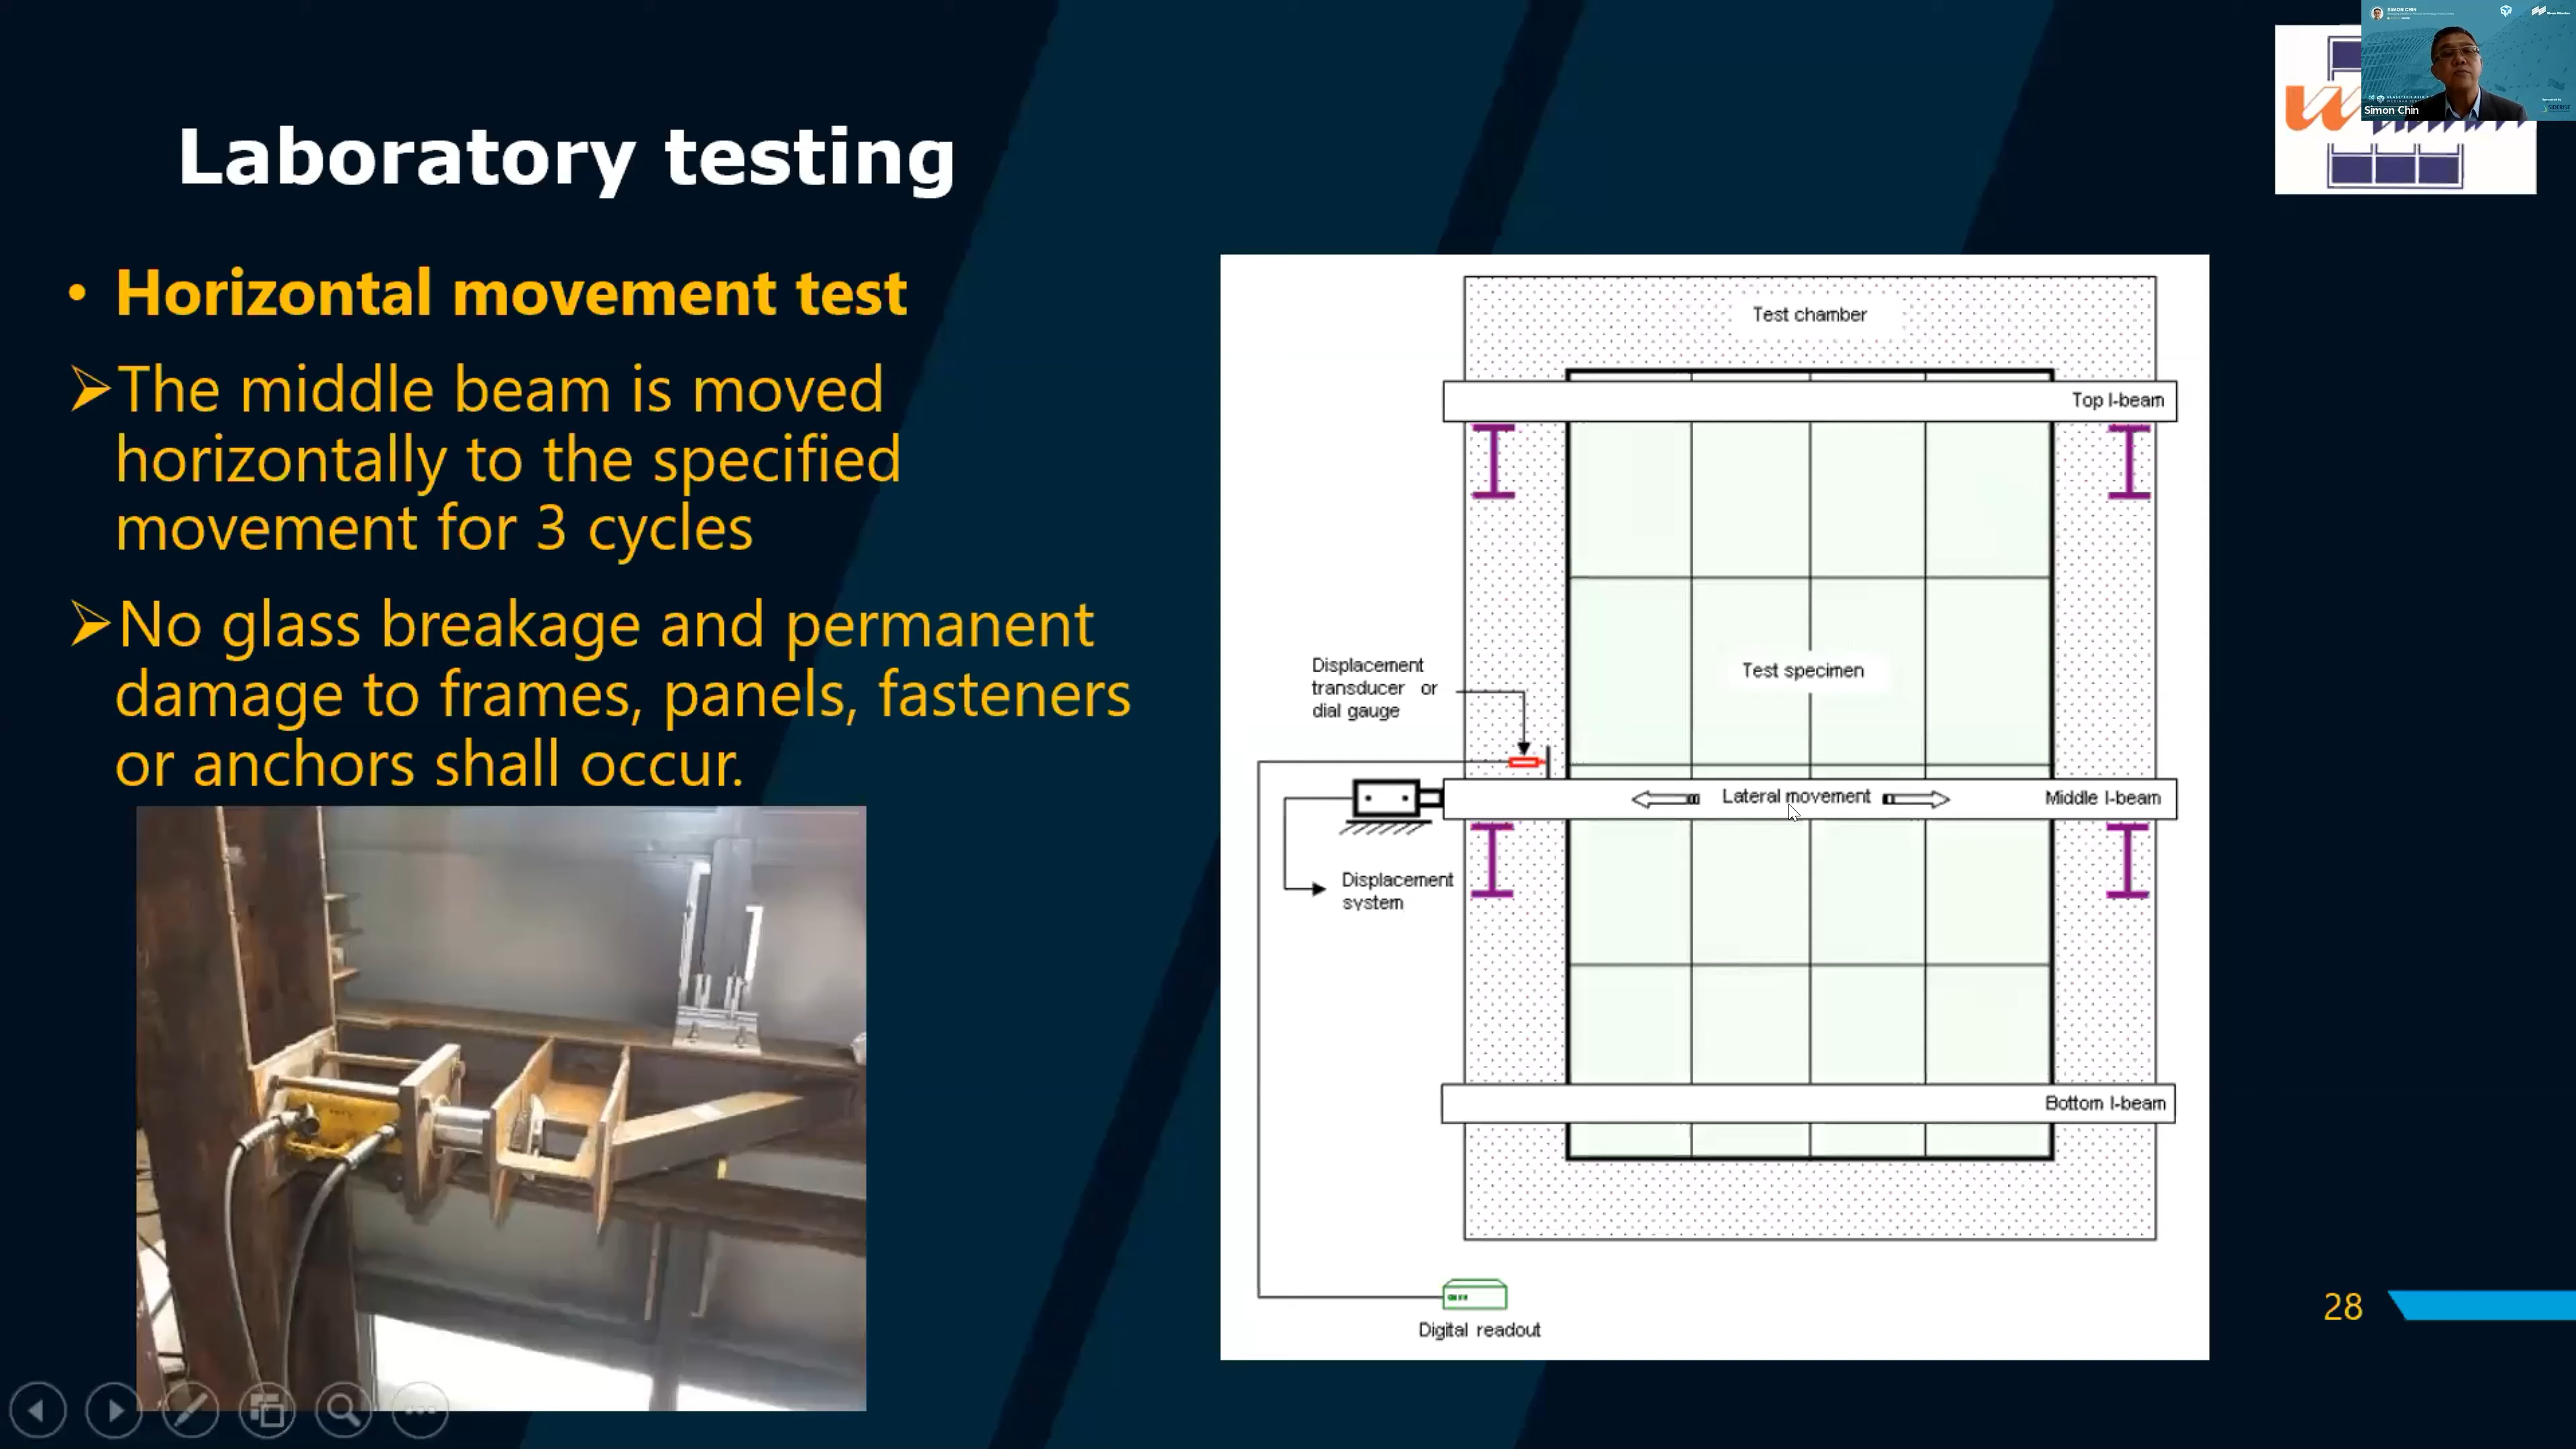 Laboratory testing
• Horizontal movement test
➢The middle beam is moved
horizontally to the specified
movement for 3 cycles
➢No glass breakage and permanent
damage to frames, panels, fasteners
or anchors shall occur.
Test chamber
Top I-beam
Test specimen
Displacement
transducer or
dial gauge
Lateral movement
Middle I-beam
Displacement
system
Bottom I-beam
Digital readout
28
SIMON CHIN
Simon Chin